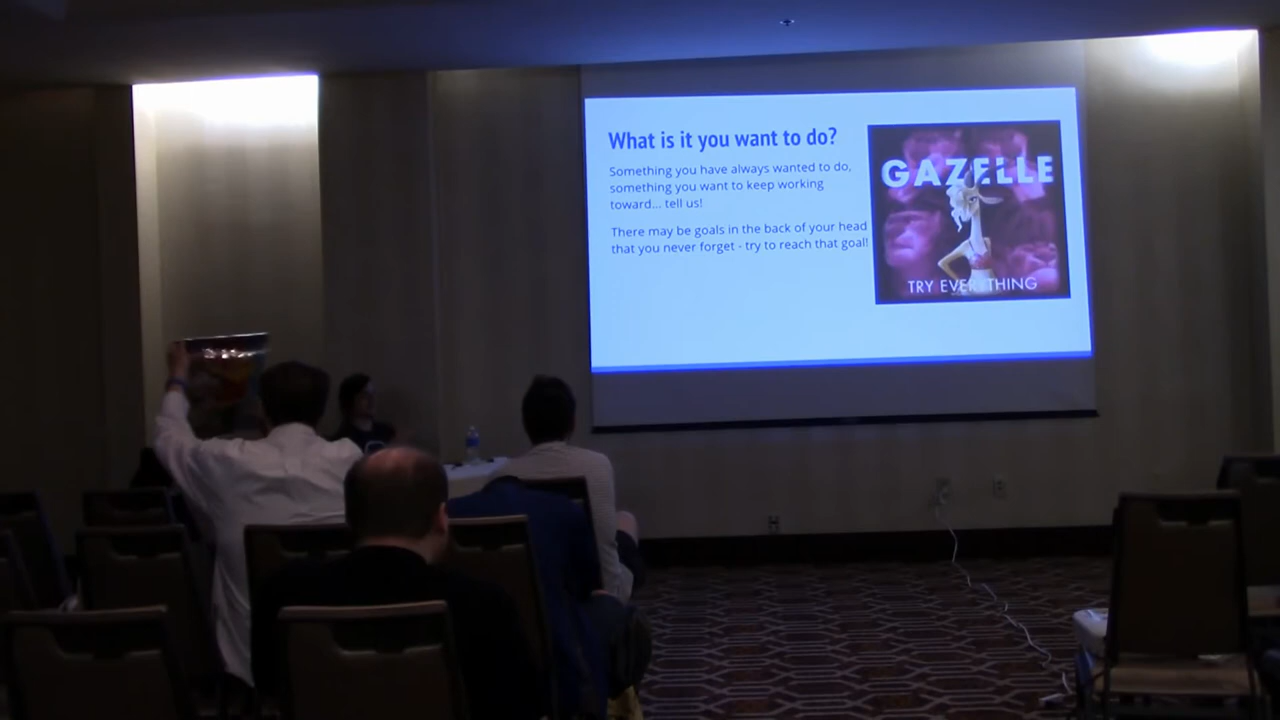 What is it you want to do?
Something you have always wanted to do,
something you want to keep working
toward... tell us!
There may be goals in the back of your head
that you never forget - try to reach that goal!
GAZELLE
TRY EVERYTHING